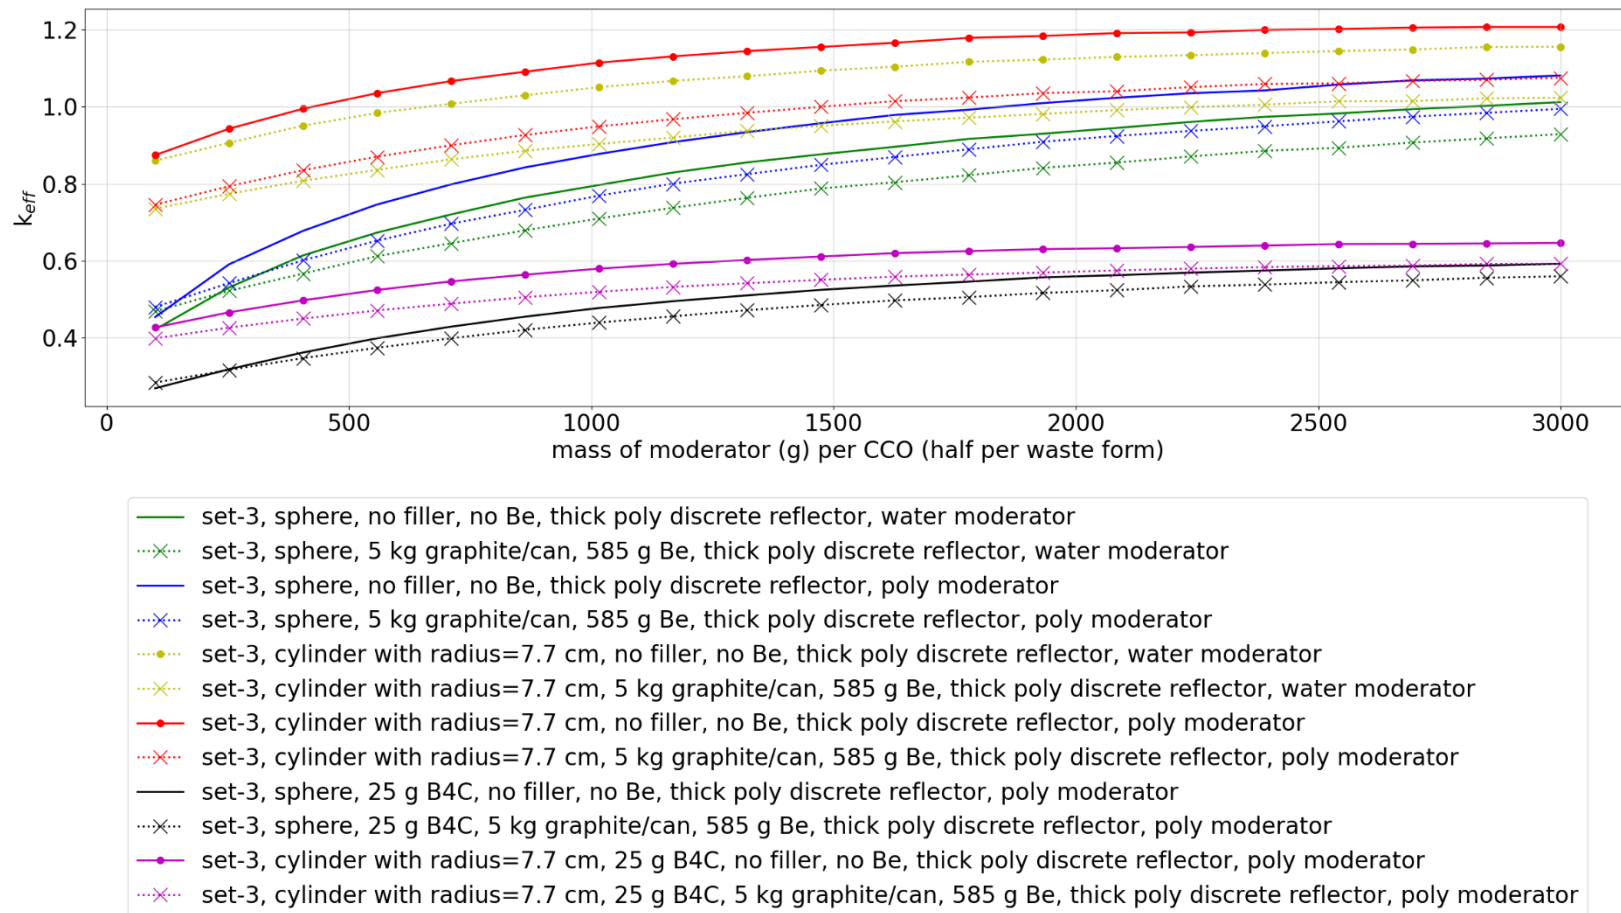 1.2
1.0
0.8
0.6
0.4
keff
0 500 1000 1500 2000 2500 3000
mass of moderator (g) per CCO (half per waste form)
set-3, sphere, no filler, no Be, thick poly discrete reflector, water moderator
set-3, sphere, 5 kg graphite/can, 585 g Be, thick poly discrete reflector, water moderator
set-3, sphere, no filler, no Be, thick poly discrete reflector, poly moderator
set-3, sphere, 5 kg graphite/can, 585 g Be, thick poly discrete reflector, poly moderator
set-3, cylinder with radius=7.7 cm, no filler, no Be, thick poly discrete reflector, water moderator
set-3, cylinder with radius=7.7 cm, 5 kg graphite/can, 585 g Be, thick poly discrete reflector, water moderator
set-3, cylinder with radius=7.7 cm, no filler, no Be, thick poly discrete reflector, poly moderator
set-3, cylinder with radius=7.7 cm, 5 kg graphite/can, 585 g Be, thick poly discrete reflector, poly moderator
set-3, sphere, 25 g B4C, no filler, no Be, thick poly discrete reflector, poly moderator
set-3, sphere, 25 g B4C, 5 kg graphite/can, 585 g Be, thick poly discrete reflector, poly moderator
set-3, cylinder with radius=7.7 cm, 25 g B4C, no filler, no Be, thick poly discrete reflector, poly moderator
set-3, cylinder with radius=7.7 cm, 25 g B4C, 5 kg graphite/can, 585 g Be, thick poly discrete reflector, poly moderator